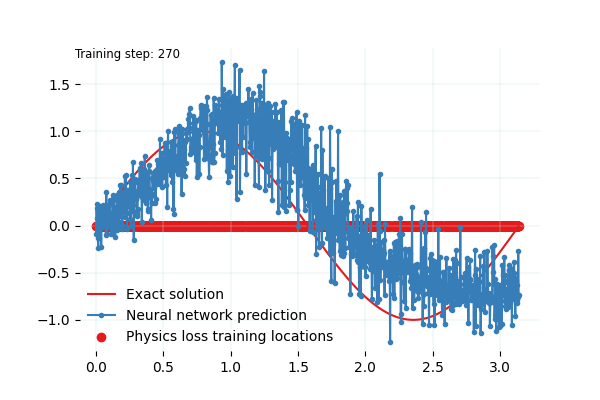 Training step: 270
1.5
1.0
0.5
0.0
−0.5
−1.0
Exact solution
Neural network prediction
Physics loss training locations
0.0 0.5 1.0 1.5 2.0 2.5 3.0